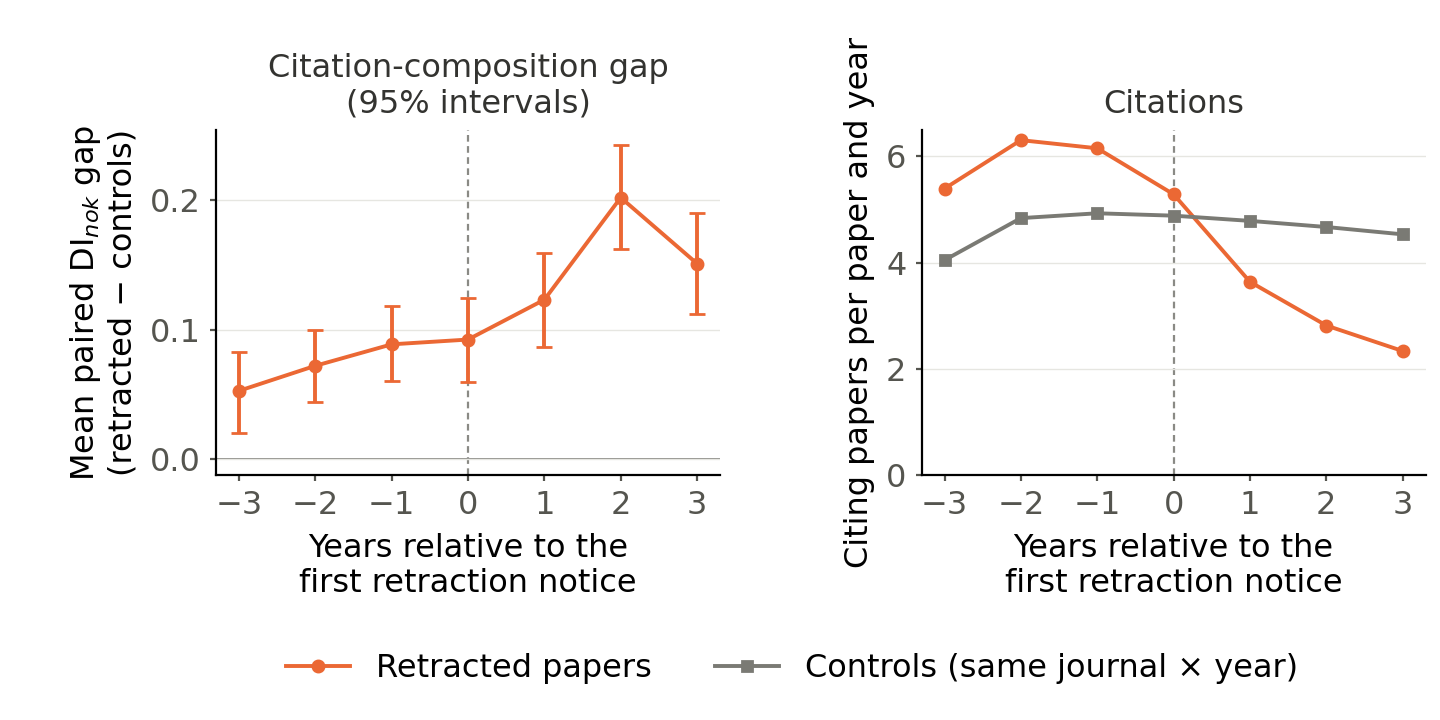 Citation-composition gap
(95% intervals)
Mean paired DI_nok gap
(retracted − controls)
0.2
0.1
0.0
−3 −2 −1 0 1 2 3
Years relative to the
first retraction notice
Citations
Citing papers per paper and year
6
4
2
0
−3 −2 −1 0 1 2 3
Years relative to the
first retraction notice
Retracted papers
Controls (same journal × year)